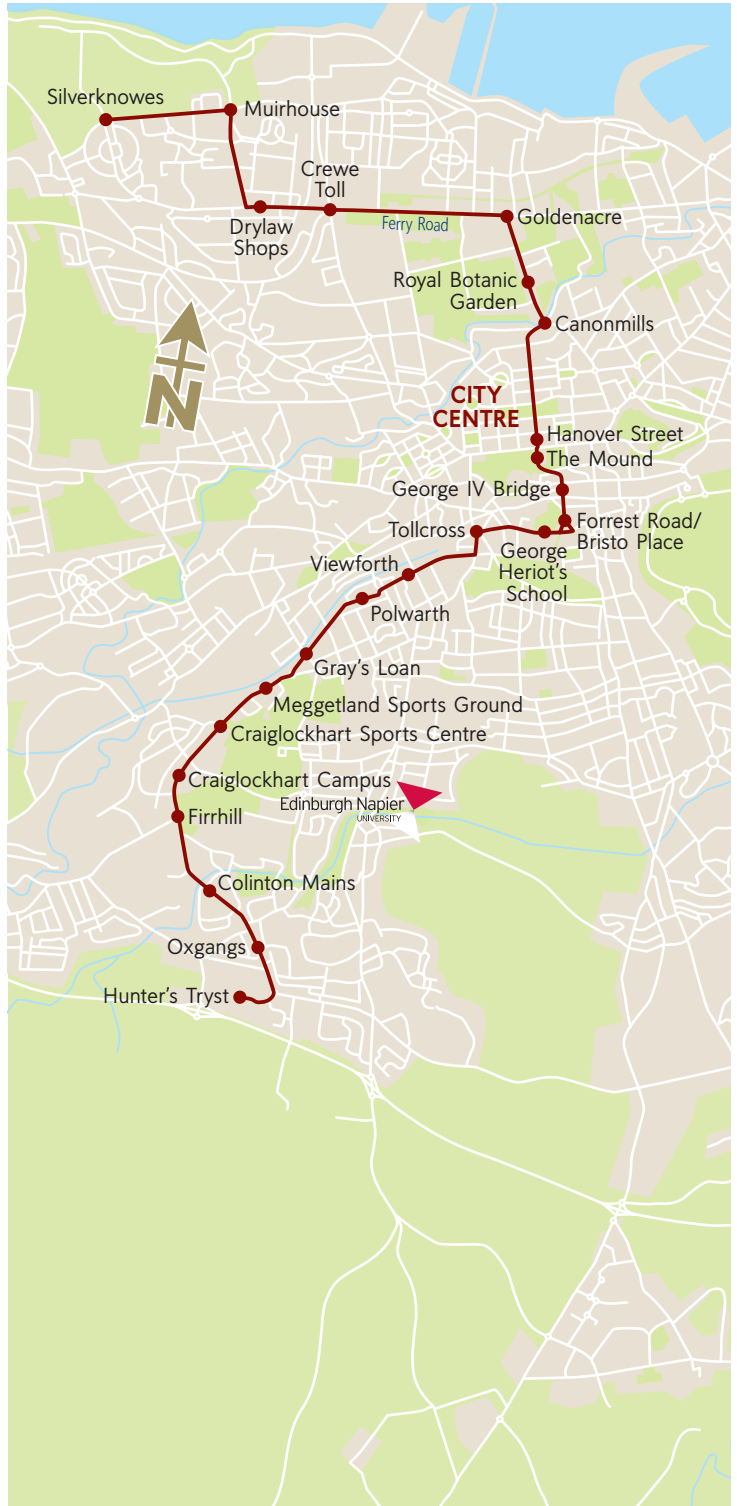 Silverknowes
Muirhouse
Crewe
Toll
Drylaw
Shops
Ferry Road
Goldenacre
Royal Botanic
Garden
Canonmills
N
CITY
CENTRE
Hanover Street
The Mound
George IV Bridge
Forrest Road/
Bristo Place
Tollcross
George
Heriot's
School
Viewforth
Polwarth
Gray's Loan
Meggetland Sports Ground
Craiglockhart Sports Centre
Craiglockhart Campus
Edinburgh Napier
UNIVERSITY
Firrhill
Colinton Mains
Oxgangs
Hunter's Tryst